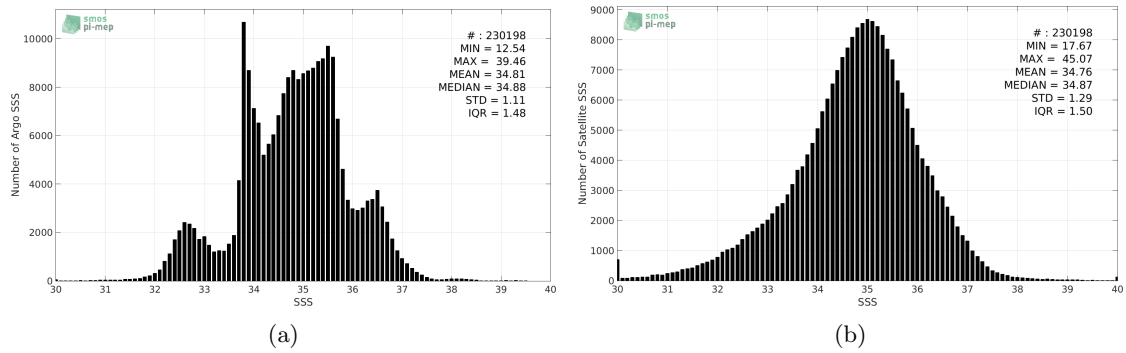 smos
pi-mep
# : 230198
MIN = 12.54
MAX = 39.46
MEAN = 34.81
MEDIAN = 34.88
STD = 1.11
IQR = 1.48
Number of Argo SSS
10000
8000
6000
4000
2000
0
30 31 32 33 34 35 36 37 38 39 40
SSS
(a)
smos
pi-mep
# : 230198
MIN = 17.67
MAX = 45.07
MEAN = 34.76
MEDIAN = 34.87
STD = 1.29
IQR = 1.50
Number of Satellite SSS
9000
8000
7000
6000
5000
4000
3000
2000
1000
0
30 31 32 33 34 35 36 37 38 39 40
SSS
(b)